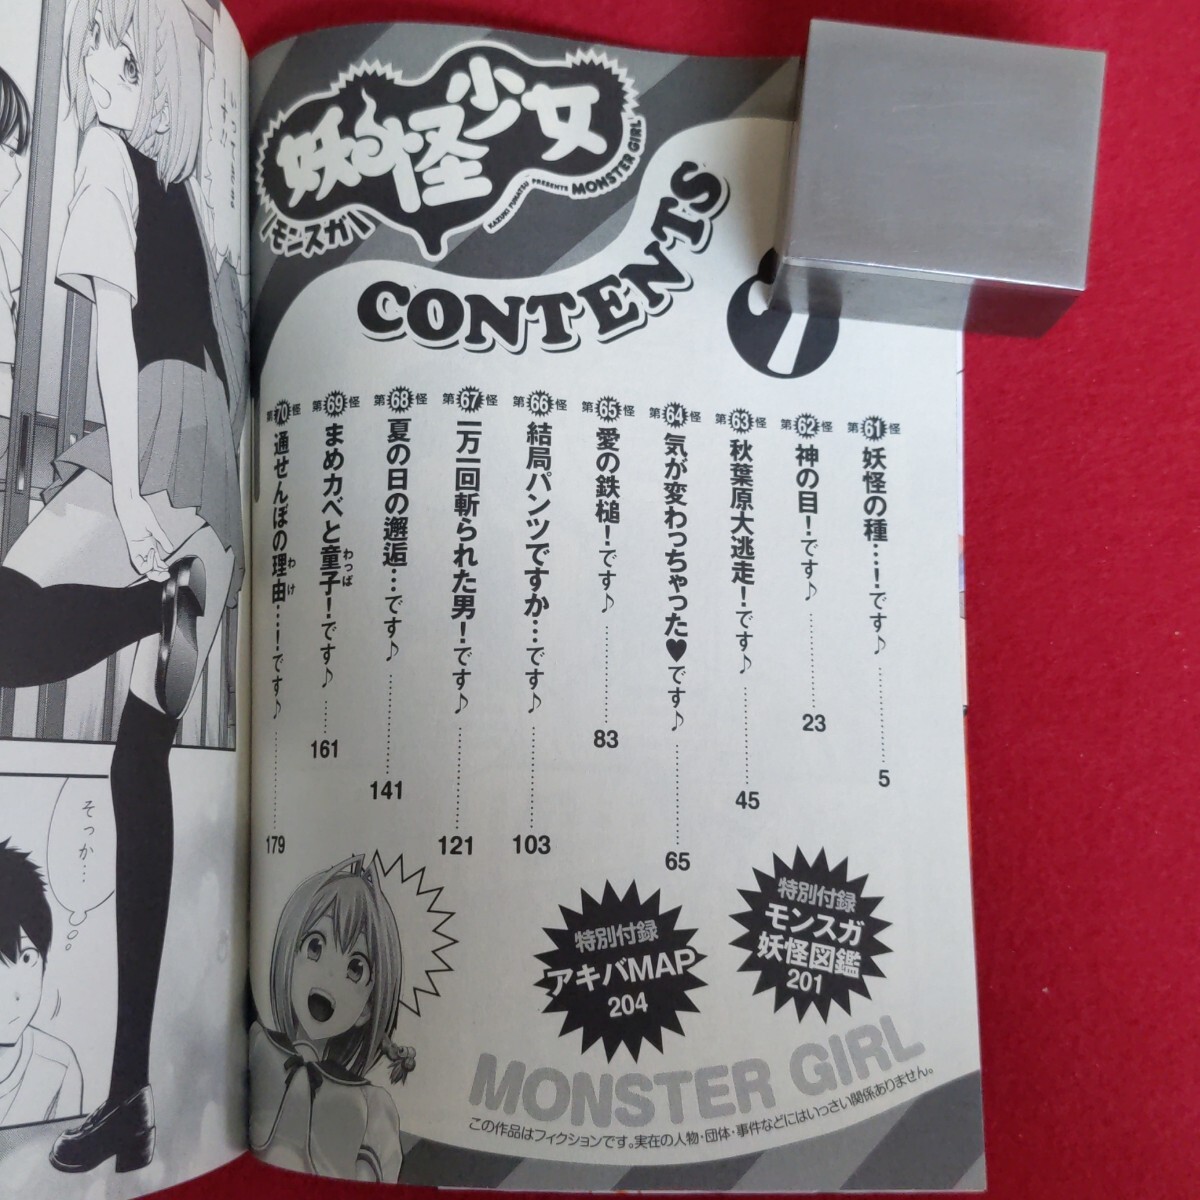 妖怪少女
モンスガ
KAZUKI FUNATSU PRESENTS MONSTER GIRL
CONTENTS
第61怪 妖怪の種…!です♪ 5
第62怪 神の目!です♪ 23
第63怪 秋葉原大逃走!です♪ 45
第64怪 気が変わっちゃった♥です♪ 65
第65怪 愛の鉄槌!です♪ 83
第66怪 結局パンツですか…です♪ 103
第67怪 一万一回斬られた男!です♪ 121
第68怪 夏の日の邂逅…です♪ 141
第69怪 まめカベと童子!です♪ 161
わっぱ
第70怪 通せんぼの理由…!です♪ 179
わけ
特別付録
モンスガ
妖怪図鑑
201
特別付録
アキバMAP
204
MONSTER GIRL
この作品はフィクションです。実在の人物・団体・事件などにはいっさい関係ありません。
そっか…